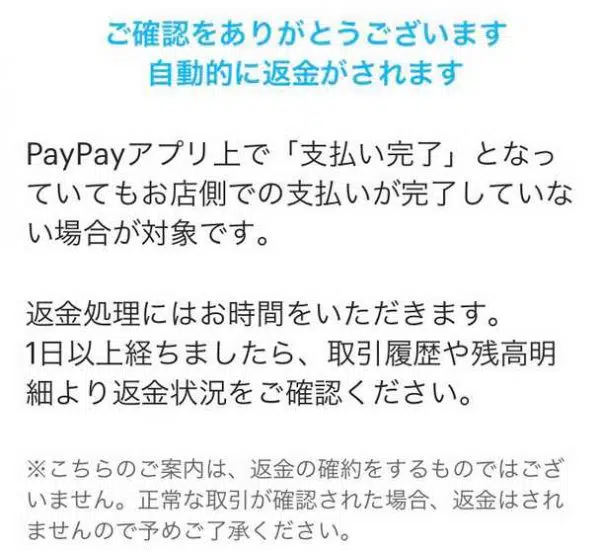 ご確認をありがとうございます
自動的に返金がされます
PayPayアプリ上で「支払い完了」となっ
ていてもお店側での支払いが完了していな
い場合が対象です。
返金処理にはお時間をいただきます。
1日以上経ちましたら、取引履歴や残高明
細より返金状況をご確認ください。
※こちらのご案内は、返金の確約をするものではござ
いません。正常な取引が確認された場合、返金はされ
ませんので予めご了承ください。